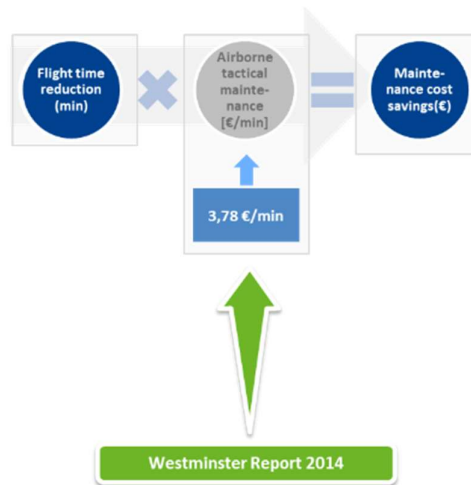 Flight time
reduction
(min)
Airborne
tactical
mainte-
nance
[€/min]
Mainte-
nance cost
savings(€)
3,78 €/min
Westminster Report 2014